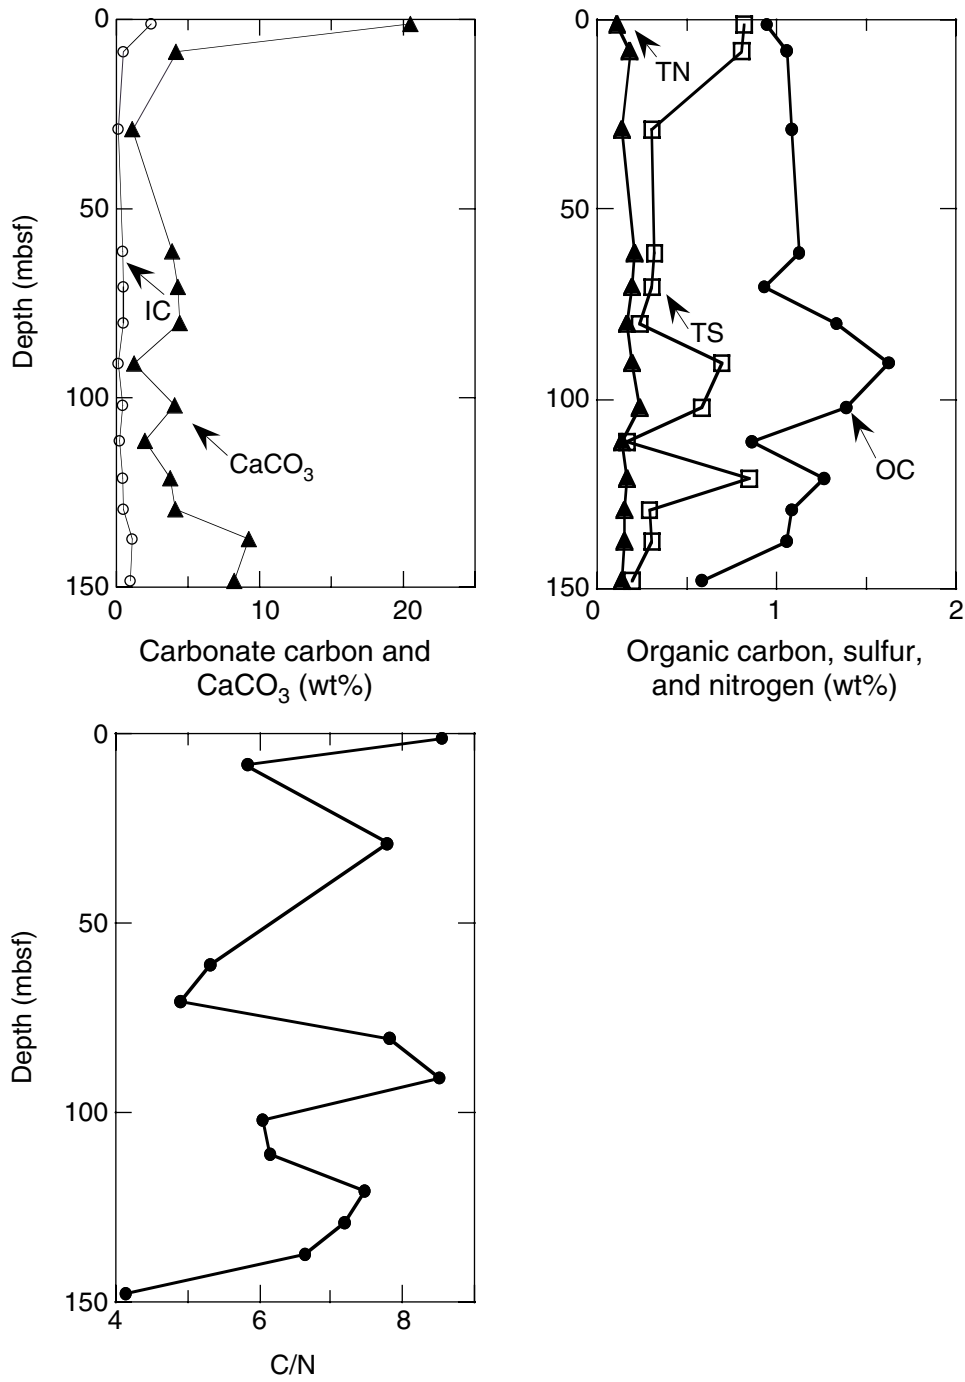 0
50
100
150
Depth (mbsf)
IC
CaCO₃
0
10
20
Carbonate carbon and
CaCO₃ (wt%)
0
50
100
150
TN
TS
OC
0
1
2
Organic carbon, sulfur,
and nitrogen (wt%)
0
50
100
150
Depth (mbsf)
4
6
8
C/N